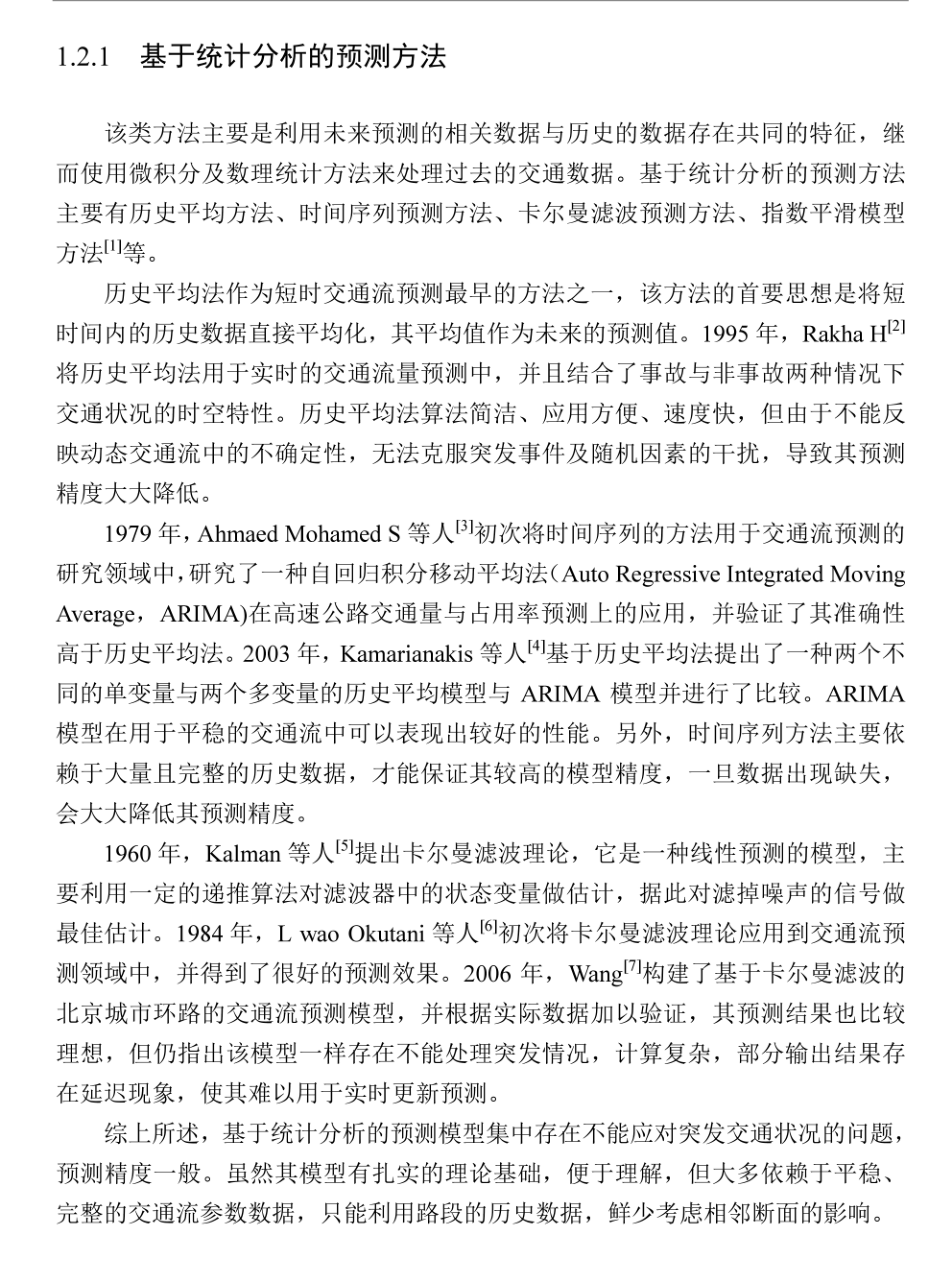 1.2.1 基于统计分析的预测方法
该类方法主要是利用未来预测的相关数据与历史的数据存在共同的特征，继
而使用微积分及数理统计方法来处理过去的交通数据。基于统计分析的预测方法
主要有历史平均方法、时间序列预测方法、卡尔曼滤波预测方法、指数平滑模型
方法[1]等。
历史平均法作为短时交通流预测最早的方法之一，该方法的首要思想是将短
时间内的历史数据直接平均化，其平均值作为未来的预测值。1995 年，Rakha H[2]
将历史平均法用于实时的交通流量预测中，并且结合了事故与非事故两种情况下
交通状况的时空特性。历史平均法算法简洁、应用方便、速度快，但由于不能反
映动态交通流中的不确定性，无法克服突发事件及随机因素的干扰，导致其预测
精度大大降低。
1979 年，Ahmaed Mohamed S 等人[3]初次将时间序列的方法用于交通流预测的
研究领域中，研究了一种自回归积分移动平均法（Auto Regressive Integrated Moving
Average，ARIMA)在高速公路交通量与占用率预测上的应用，并验证了其准确性
高于历史平均法。2003 年，Kamarianakis 等人[4]基于历史平均法提出了一种两个不
同的单变量与两个多变量的历史平均模型与 ARIMA 模型并进行了比较。ARIMA
模型在用于平稳的交通流中可以表现出较好的性能。另外，时间序列方法主要依
赖于大量且完整的历史数据，才能保证其较高的模型精度，一旦数据出现缺失，
会大大降低其预测精度。
1960 年，Kalman 等人[5]提出卡尔曼滤波理论，它是一种线性预测的模型，主
要利用一定的递推算法对滤波器中的状态变量做估计，据此对滤掉噪声的信号做
最佳估计。1984 年，L wao Okutani 等人[6]初次将卡尔曼滤波理论应用到交通流预
测领域中，并得到了很好的预测效果。2006 年，Wang[7]构建了基于卡尔曼滤波的
北京城市环路的交通流预测模型，并根据实际数据加以验证，其预测结果也比较
理想，但仍指出该模型一样存在不能处理突发情况，计算复杂，部分输出结果存
在延迟现象，使其难以用于实时更新预测。
综上所述，基于统计分析的预测模型集中存在不能应对突发交通状况的问题，
预测精度一般。虽然其模型有扎实的理论基础，便于理解，但大多依赖于平稳、
完整的交通流参数数据，只能利用路段的历史数据，鲜少考虑相邻断面的影响。